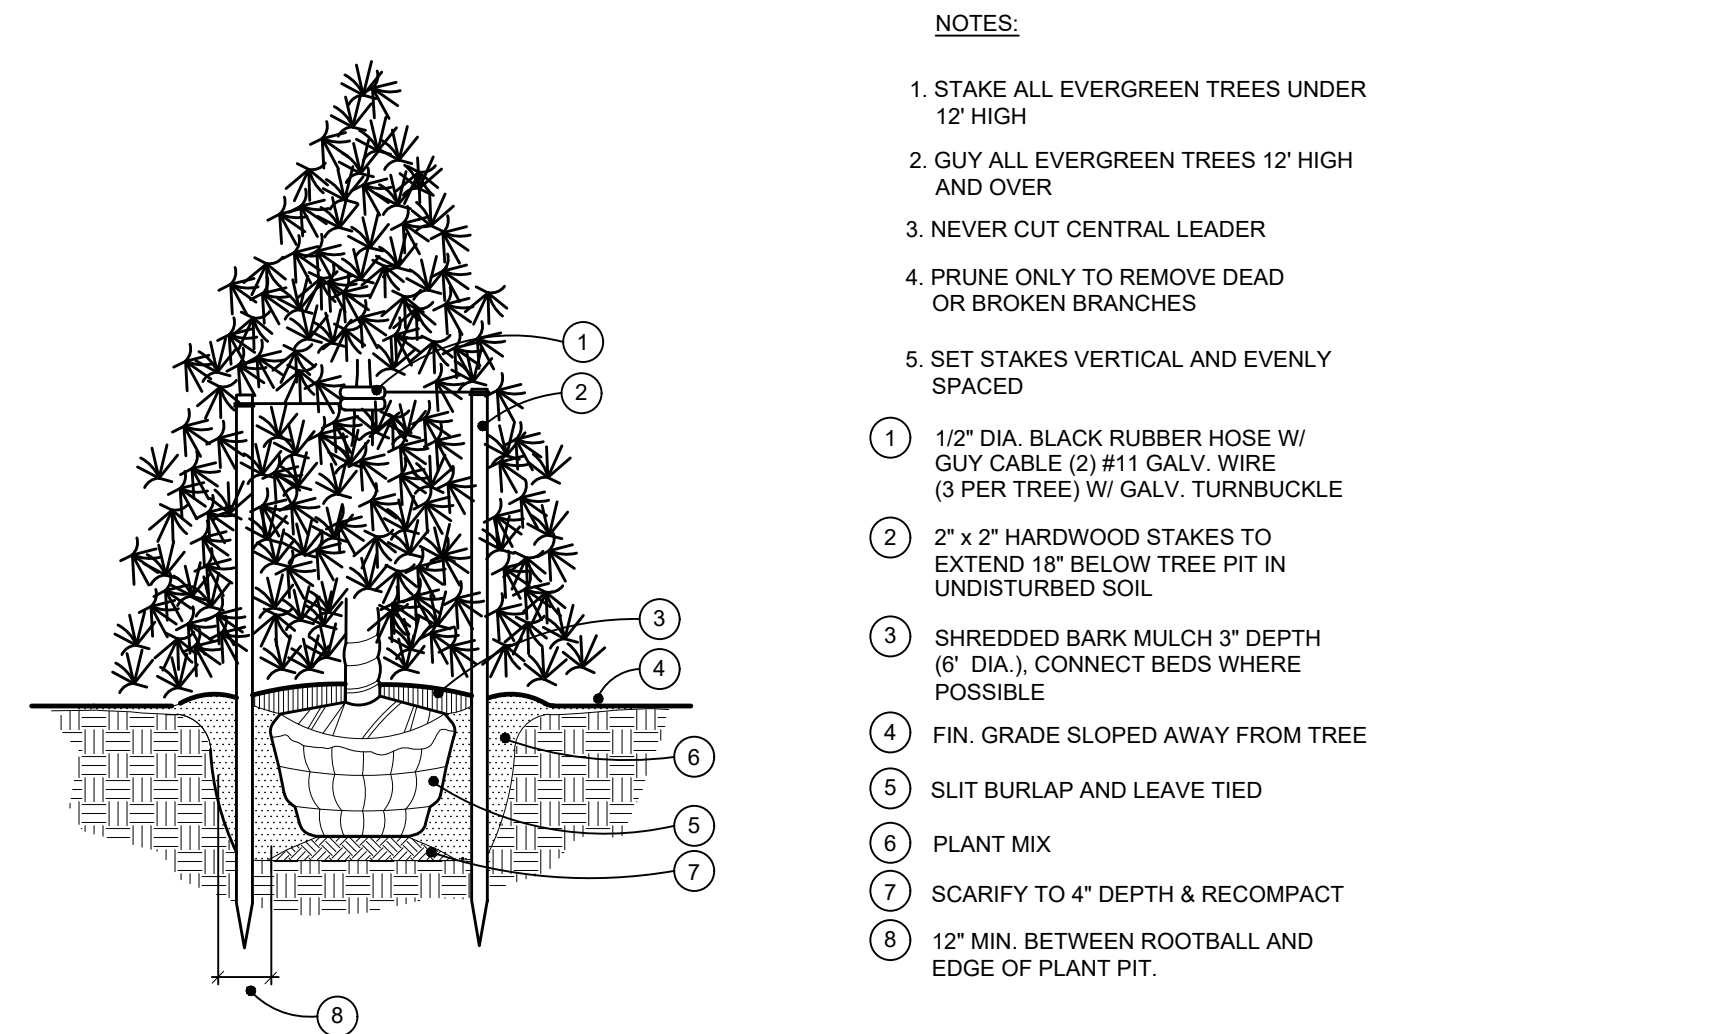 NOTES:
1. STAKE ALL EVERGREEN TREES UNDER
12' HIGH
2. GUY ALL EVERGREEN TREES 12' HIGH
AND OVER
3. NEVER CUT CENTRAL LEADER
4. PRUNE ONLY TO REMOVE DEAD
OR BROKEN BRANCHES
5. SET STAKES VERTICAL AND EVENLY
SPACED
1 1/2" DIA. BLACK RUBBER HOSE W/
GUY CABLE (2) #11 GALV. WIRE
(3 PER TREE) W/ GALV. TURNBUCKLE
2 2" x 2" HARDWOOD STAKES TO
EXTEND 18" BELOW TREE PIT IN
UNDISTURBED SOIL
3 SHREDDED BARK MULCH 3" DEPTH
(6' DIA.), CONNECT BEDS WHERE
POSSIBLE
4 FIN. GRADE SLOPED AWAY FROM TREE
5 SLIT BURLAP AND LEAVE TIED
6 PLANT MIX
7 SCARIFY TO 4" DEPTH & RECOMPACT
8 12" MIN. BETWEEN ROOTBALL AND
EDGE OF PLANT PIT.
1
2
3
4
6
5
7
8